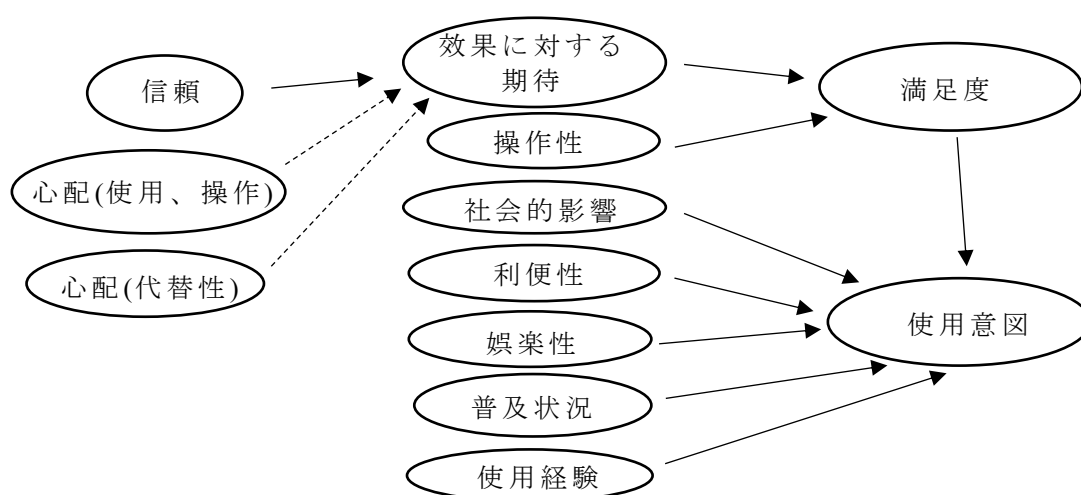 信頼
心配(使用、操作)
心配(代替性)
効果に対する
期待
操作性
社会的影響
利便性
娯楽性
普及状況
使用経験
満足度
使用意図